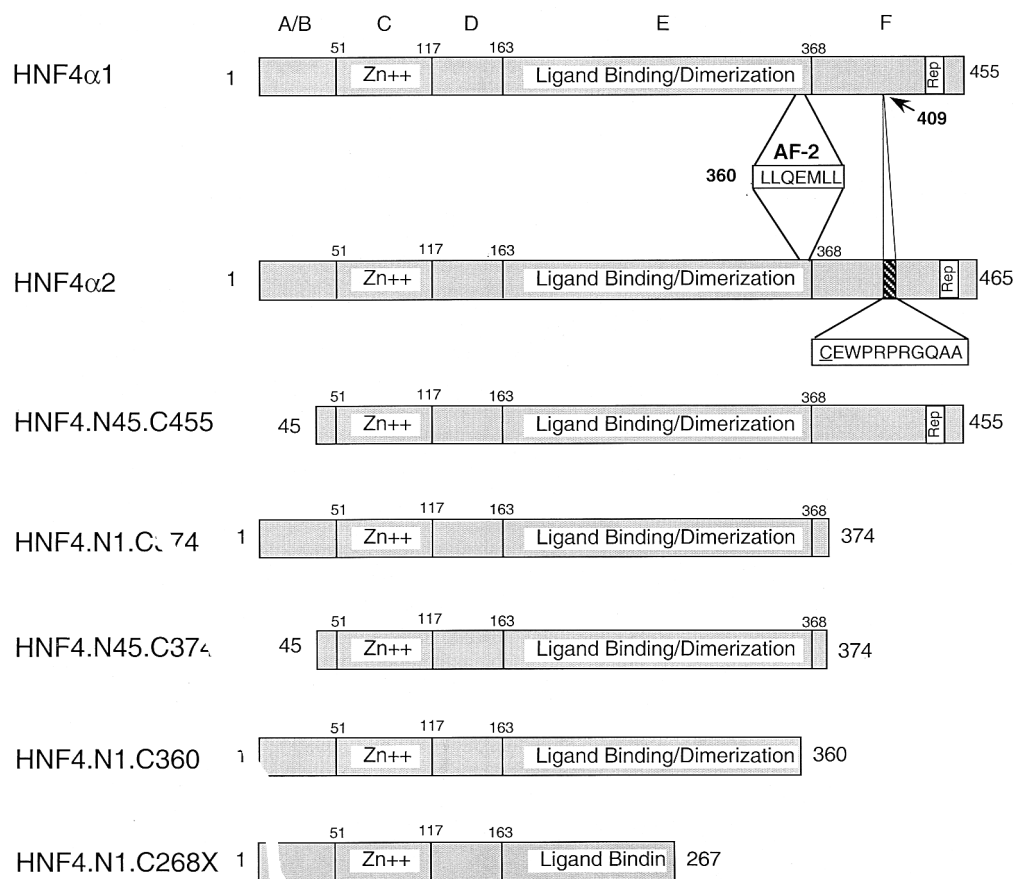 A/B C D E F
51 117 163 368
HNF4α1 1 Zn++ Ligand Binding/Dimerization Rep 455
409
AF-2
360 LLQEMLL
51 117 163 368
HNF4α2 1 Zn++ Ligand Binding/Dimerization Rep 465
CEWPRPRGQAA
51 117 163 368
HNF4.N45.C455 45 Zn++ Ligand Binding/Dimerization Rep 455
51 117 163 368
1 Zn++ Ligand Binding/Dimerization 374
51 117 163 368
HNF4.N45.C374 45 Zn++ Ligand Binding/Dimerization 374
51 117 163
HNF4.N1.C360 1 Zn++ Ligand Binding/Dimerization 360
51 117 163
HNF4.N1.C268X 1 Zn++ Ligand Bindin 267